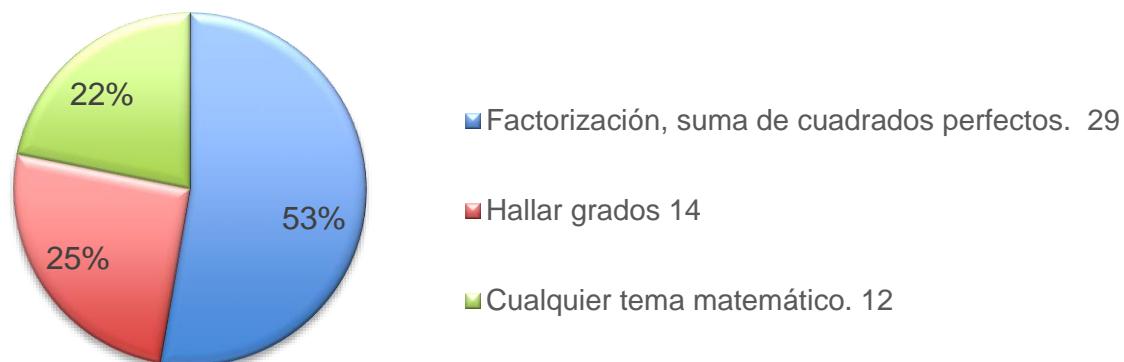 22%
53%
25%
Factorización, suma de cuadrados perfectos. 29
Hallar grados 14
Cualquier tema matemático. 12